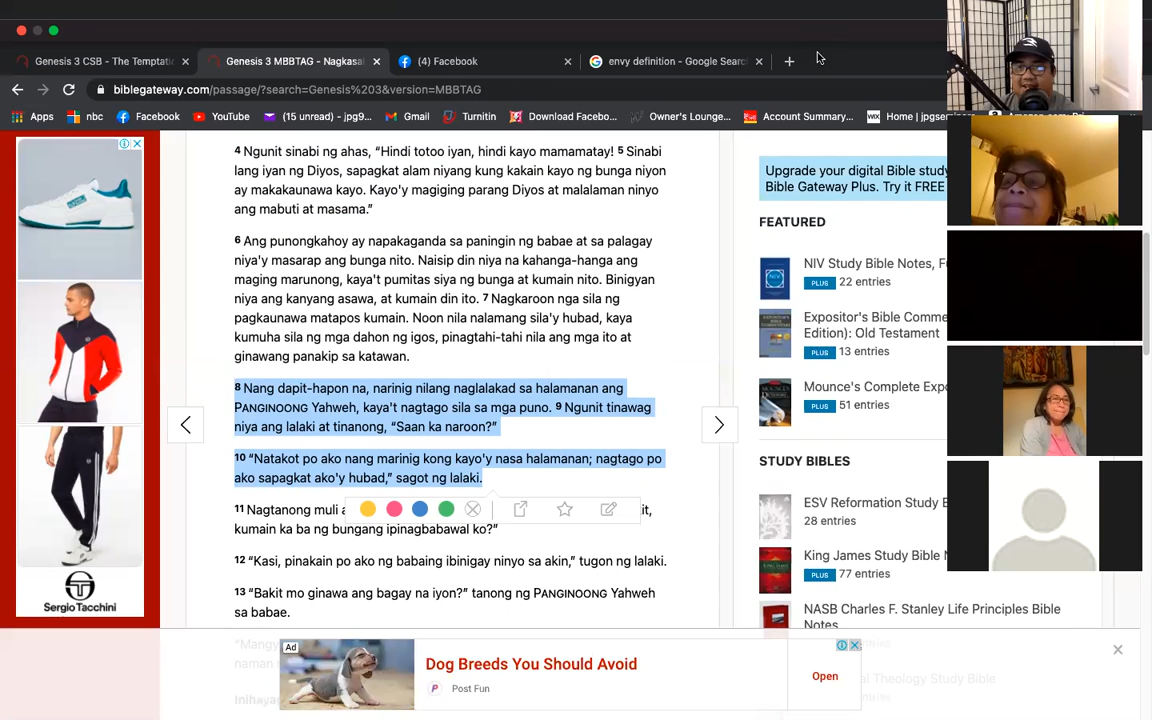 Genesis 3 CSB - The Temptatic
Genesis 3 MBBTAG - Nagkasal
(4) Facebook
envy definition - Google Searc
biblegateway.com/passage/?search=Genesis%203&version=MBBTAG
Apps
nbc
Facebook
YouTube
(15 unread) - jpg9...
Gmail
Turnitin
Download Facebo...
Owner's Lounge...
Account Summary...
Home | jpgseminars
4 Ngunit sinabi ng ahas, “Hindi totoo iyan, hindi kayo mamamatay! 5 Sinabi
lang iyan ng Diyos, sapagkat alam niyang kung kakain kayo ng bunga niyon
ay makakaunawa kayo. Kayo'y magiging parang Diyos at malalaman ninyo
ang mabuti at masama.”
6 Ang punongkahoy ay napakaganda sa paningin ng babae at sa palagay
niya'y masarap ang bunga nito. Naisip din niya na kahanga-hanga ang
maging marunong, kaya't pumitas siya ng bunga at kumain nito. Binigyan
niya ang kanyang asawa, at kumain din ito. 7 Nagkaroon nga sila ng
pagkaunawa matapos kumain. Noon nila nalamang sila'y hubad, kaya
kumuha sila ng mga dahon ng igos, pinagtahi-tahi nila ang mga ito at
ginawang panakip sa katawan.
8 Nang dapit-hapon na, narinig nilang naglalakad sa halamanan ang
PANGINOONG Yahweh, kaya't nagtago sila sa mga puno. 9 Ngunit tinawag
niya ang lalaki at tinanong, “Saan ka naroon?”
10 “Natakot po ako nang marinig kong kayo'y nasa halamanan; nagtago po
ako sapagkat ako'y hubad,” sagot ng lalaki.
11 Nagtanong muli a
it,
kumain ka ba ng bungang ipinagbabawal ko?”
12 “Kasi, pinakain po ako ng babaing ibinigay ninyo sa akin,” tugon ng lalaki.
13 “Bakit mo ginawa ang bagay na iyon?” tanong ng PANGINOONG Yahweh
sa babae.
“Mangy
naman r
Inihaya
Sergio Tacchini
Upgrade your digital Bible study
Bible Gateway Plus. Try it FREE
FEATURED
NIV Study Bible Notes, Fu
PLUS 22 entries
Expositor's Bible Comme
Edition): Old Testament
PLUS 13 entries
Mounce's Complete Expo
PLUS 51 entries
STUDY BIBLES
ESV Reformation Study B
28 entries
King James Study Bible N
PLUS 77 entries
NASB Charles F. Stanley Life Principles Bible
Notes
al Theology Study Bible
Ad
Dog Breeds You Should Avoid
Post Fun
Open